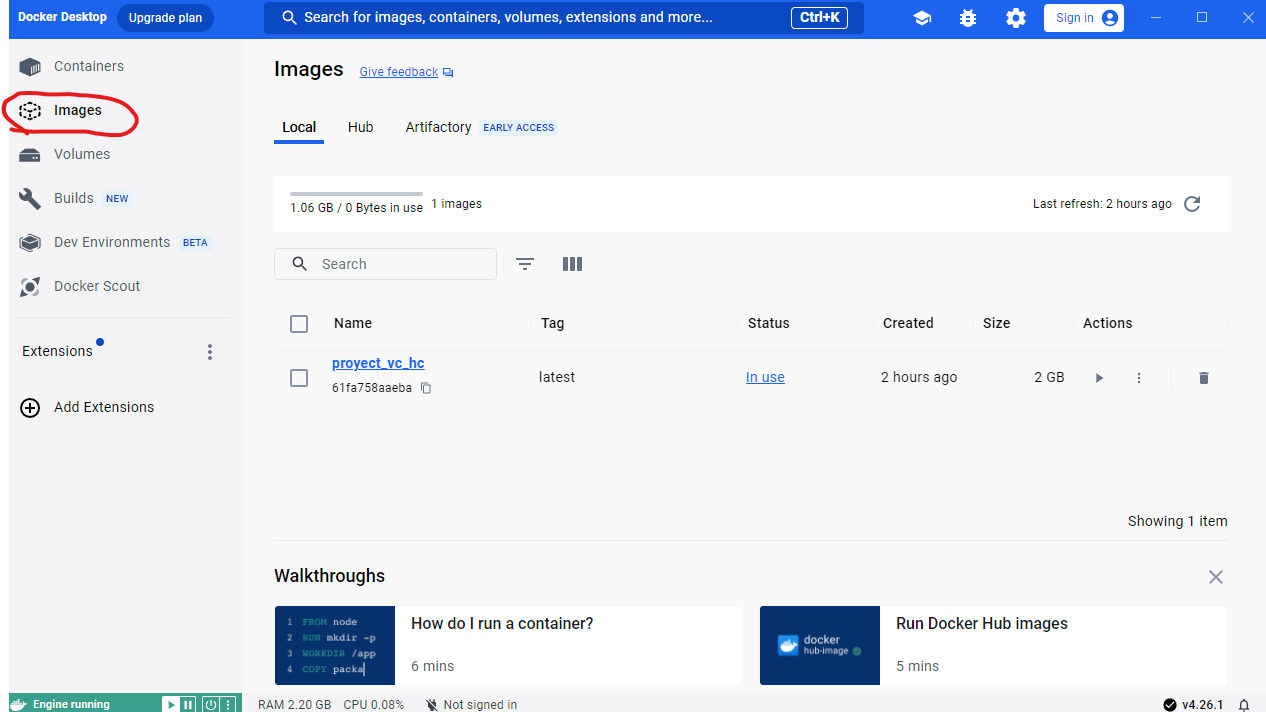 Docker Desktop Upgrade plan Search for images, containers, volumes, extensions and more... Ctrl+K Sign in
Containers
Images
Volumes
Builds NEW
Dev Environments BETA
Docker Scout
Extensions
Add Extensions
Images Give feedback
Local Hub Artifactory EARLY ACCESS
1.06 GB / 0 Bytes in use 1 images Last refresh: 2 hours ago
Search
Name Tag Status Created Size Actions
proyect_vc_hc
61fa758aaeba
latest In use 2 hours ago 2 GB
Showing 1 item
Walkthroughs
1 FROM node
2 RUN mkdir -p
3 WORKDIR /app
4 COPY packa
How do I run a container?
6 mins
docker
hub-image
Run Docker Hub images
5 mins
Engine running RAM 2.20 GB CPU 0.08% Not signed in v4.26.1